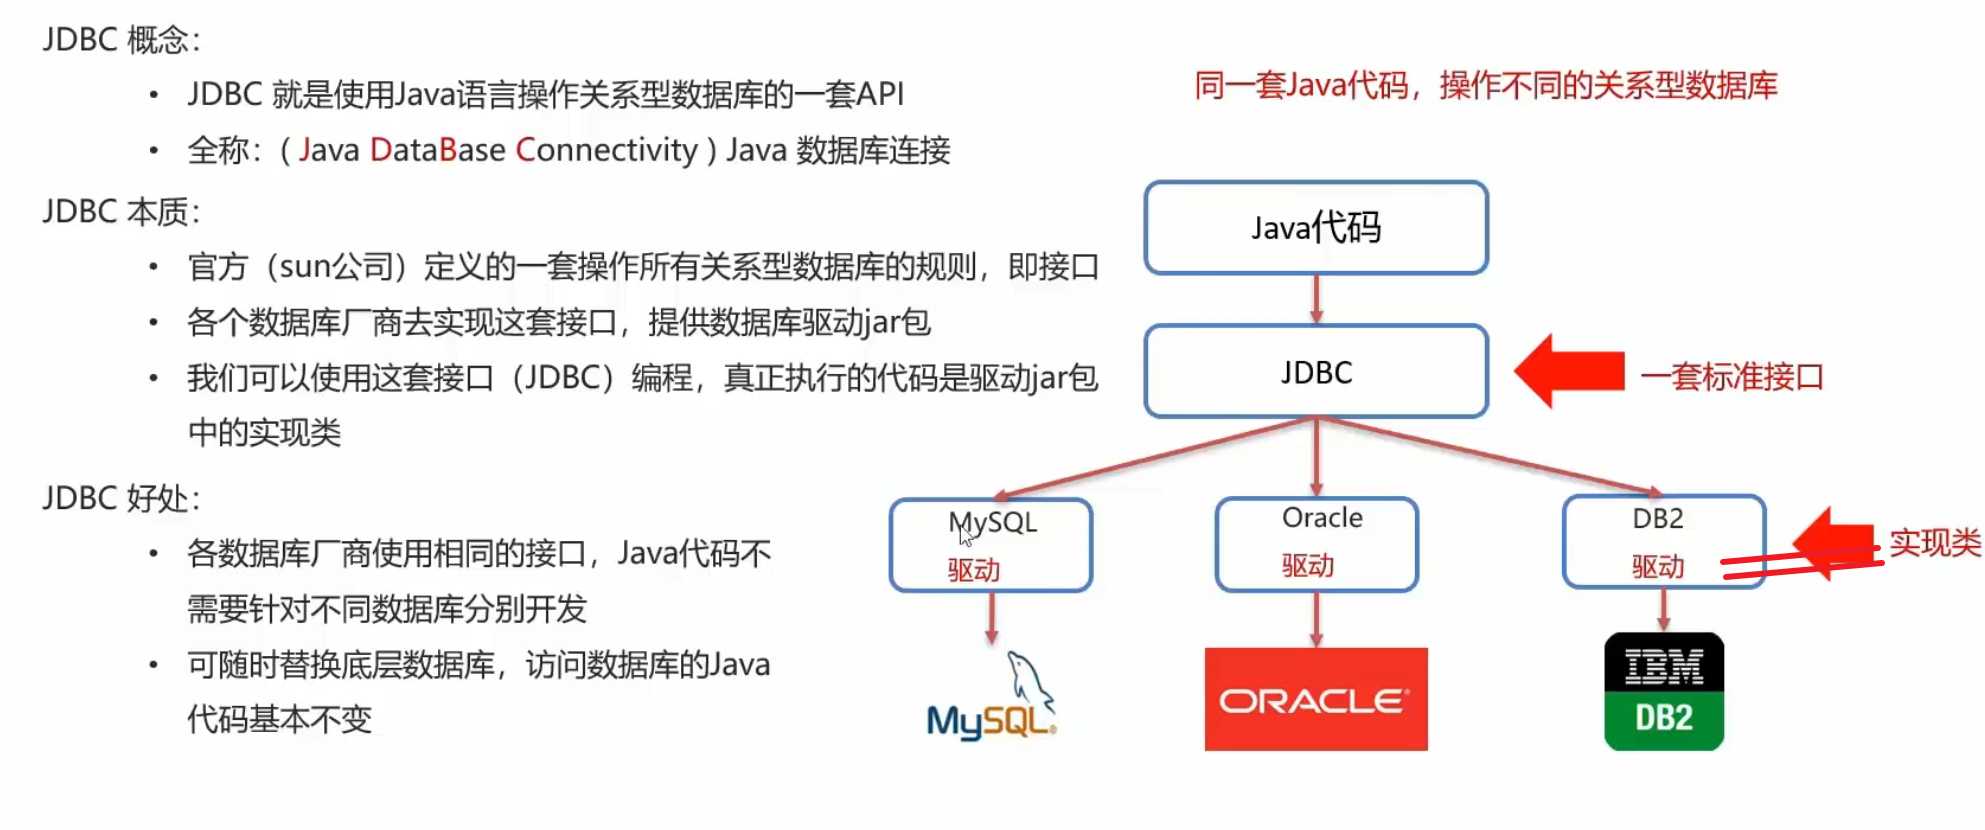 JDBC 概念：
• JDBC 就是使用Java语言操作关系型数据库的一套API
• 全称：( Java DataBase Connectivity ) Java 数据库连接
JDBC 本质：
• 官方（sun公司）定义的一套操作所有关系型数据库的规则，即接口
• 各个数据库厂商去实现这套接口，提供数据库驱动jar包
• 我们可以使用这套接口（JDBC）编程，真正执行的代码是驱动jar包
中的实现类
JDBC 好处：
• 各数据库厂商使用相同的接口，Java代码不
需要针对不同数据库分别开发
• 可随时替换底层数据库，访问数据库的Java
代码基本不变
同一套Java代码，操作不同的关系型数据库
Java代码
JDBC
一套标准接口
MySQL
驱动
Oracle
驱动
DB2
驱动
实现类
MySQL®
ORACLE®
IBM
DB2